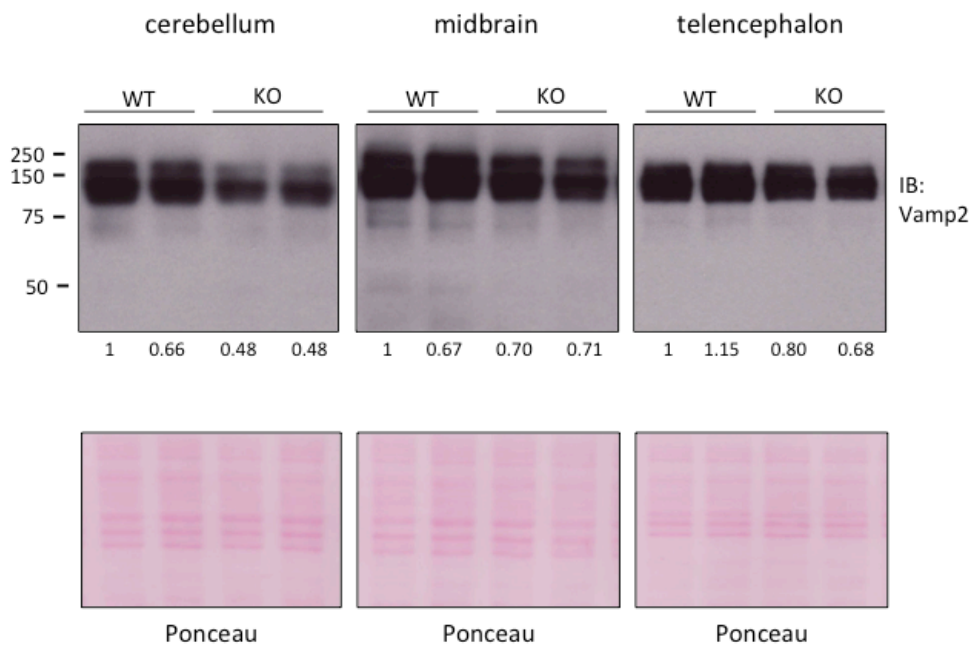 cerebellum midbrain telencephalon
WT KO WT KO WT KO
250
150
75
50
IB:
Vamp2
1 0.66 0.48 0.48 1 0.67 0.70 0.71 1 1.15 0.80 0.68
Ponceau Ponceau Ponceau